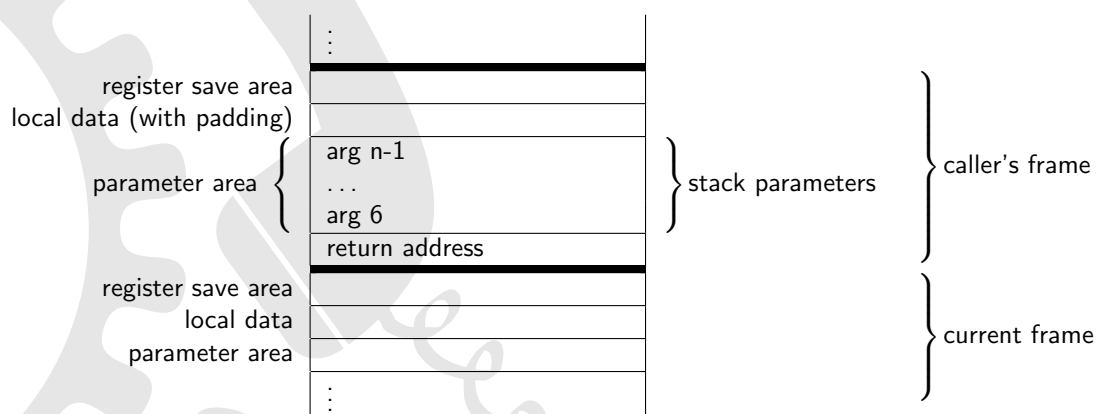 ⋮
register save area
local data (with padding)
arg n-1
parameter area
. . .
stack parameters
caller's frame
arg 6
return address
register save area
local data
current frame
parameter area
⋮